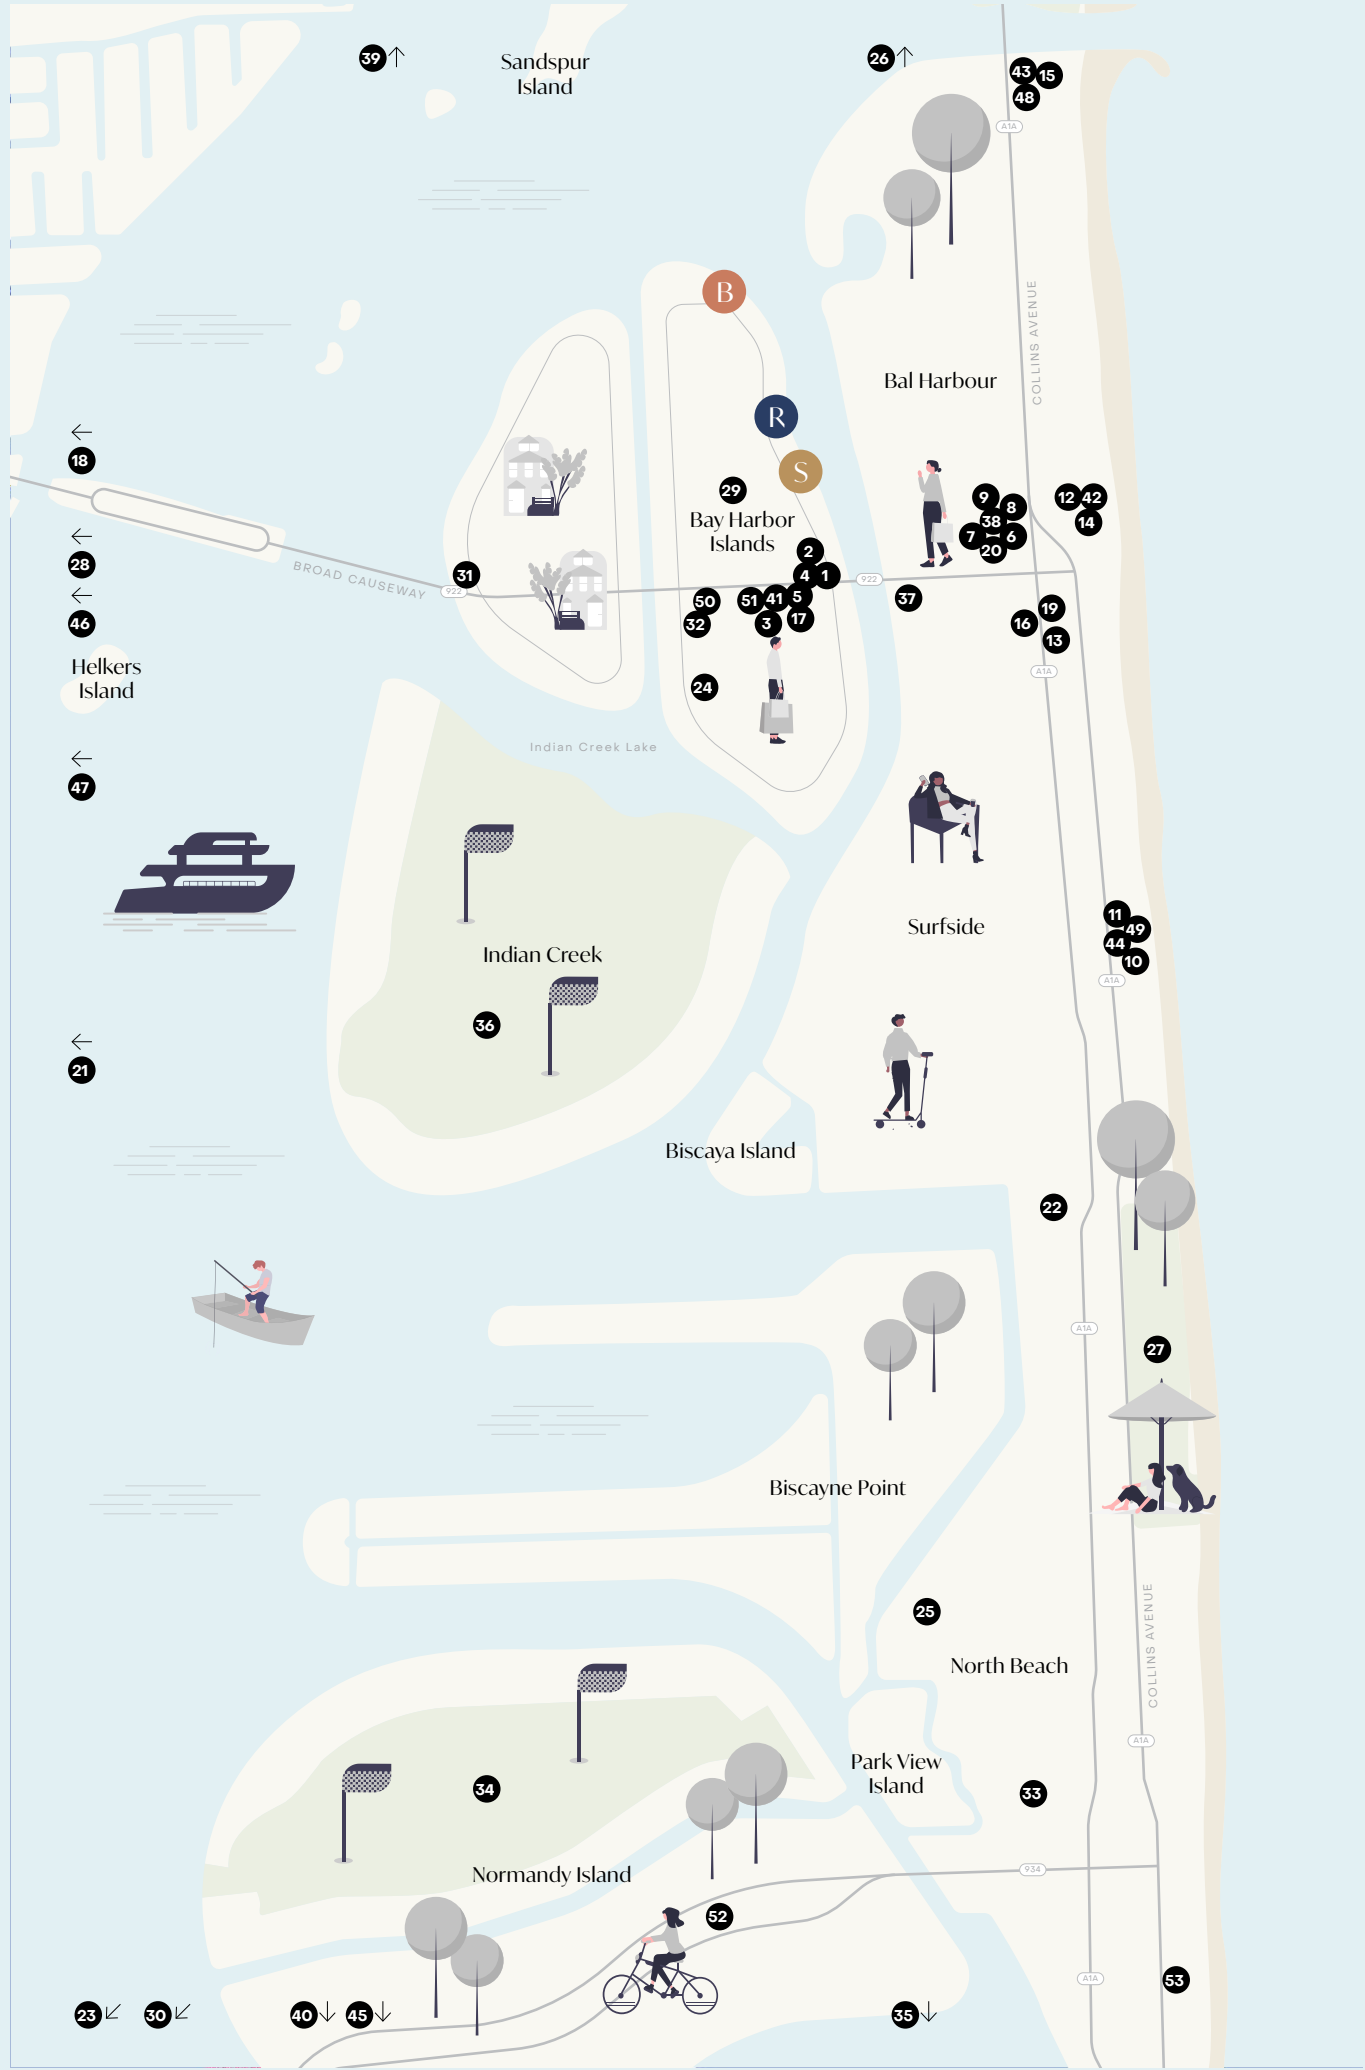 39
Sandspur
Island
26
43
15
48
A1A
B
COLLINS AVENUE
Bal Harbour
R
18
S
29
9
8
12
42
38
14
7
6
20
Bay Harbor
Islands
2
28
4
1
31
922
922
BROAD CAUSEWAY
50
51
41
5
37
19
46
32
3
17
16
13
Helkers
Island
A1A
24
Indian Creek Lake
47
11
49
44
10
Surfside
Indian Creek
A1A
36
21
Biscaya Island
22
A1A
27
Biscayne Point
25
COLLINS AVENUE
North Beach
A1A
Park View
Island
34
33
Normandy Island
934
52
A1A
53
23
30
40
45
35